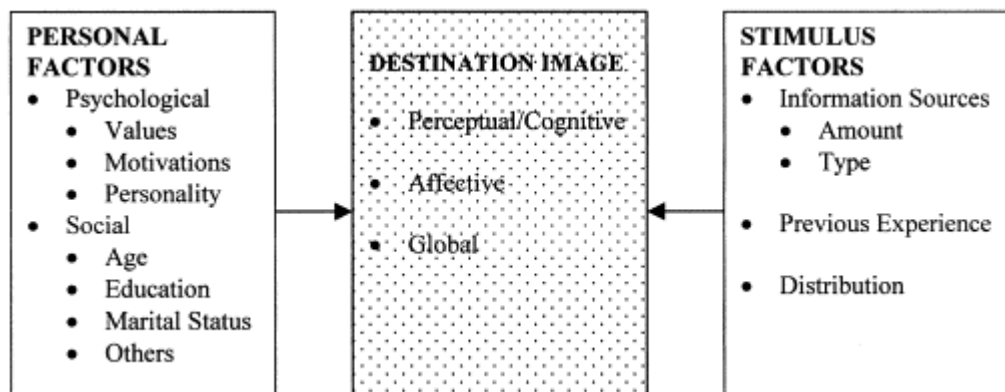 PERSONAL
FACTORS
• Psychological
• Values
• Motivations
• Personality
• Social
• Age
• Education
• Marital Status
• Others
DESTINATION IMAGE
• Perceptual/Cognitive
• Affective
• Global
STIMULUS
FACTORS
• Information Sources
• Amount
• Type
• Previous Experience
• Distribution